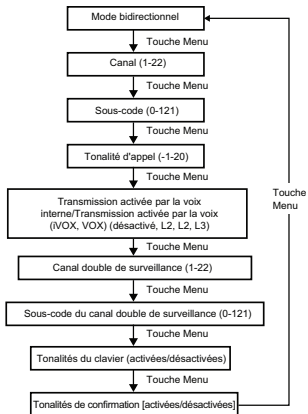 Mode bidirectionnel
Touche Menu
Canal (1-22)
Touche Menu
Sous-code (0-121)
Touche Menu
Tonalité d'appel (-1-20)
Touche Menu
Transmission activée par la voix
interne/Transmission activée par la voix
(iVOX, VOX) (désactivé, L2, L2, L3)
Touche Menu
Canal double de surveillance (1-22)
Touche Menu
Sous-code du canal double de surveillance (0-121)
Touche Menu
Tonalités du clavier (activées/désactivées)
Touche Menu
Tonalités de confirmation [activées/désactivées]
Touche
Menu